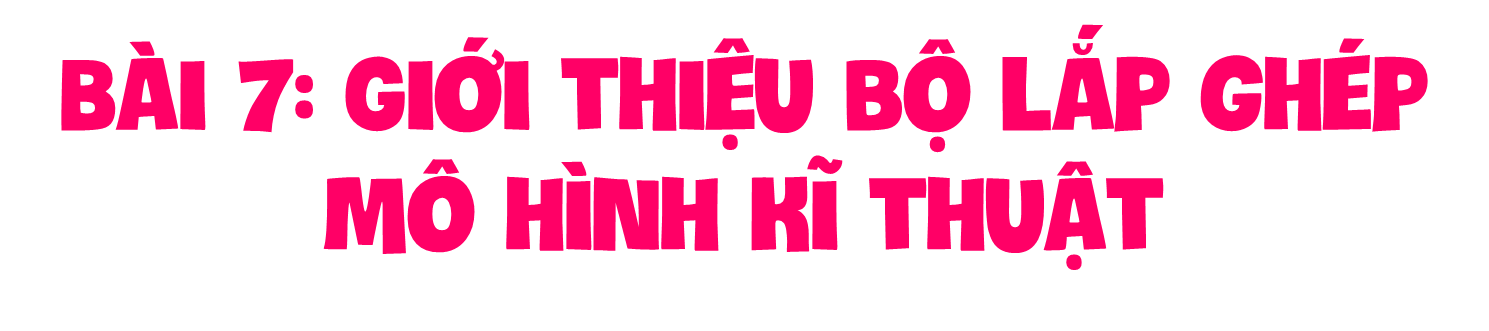 BÀI 7: GIỚI THIỆU BỘ LẮP GHÉP
MÔ HÌNH KĨ THUẬT